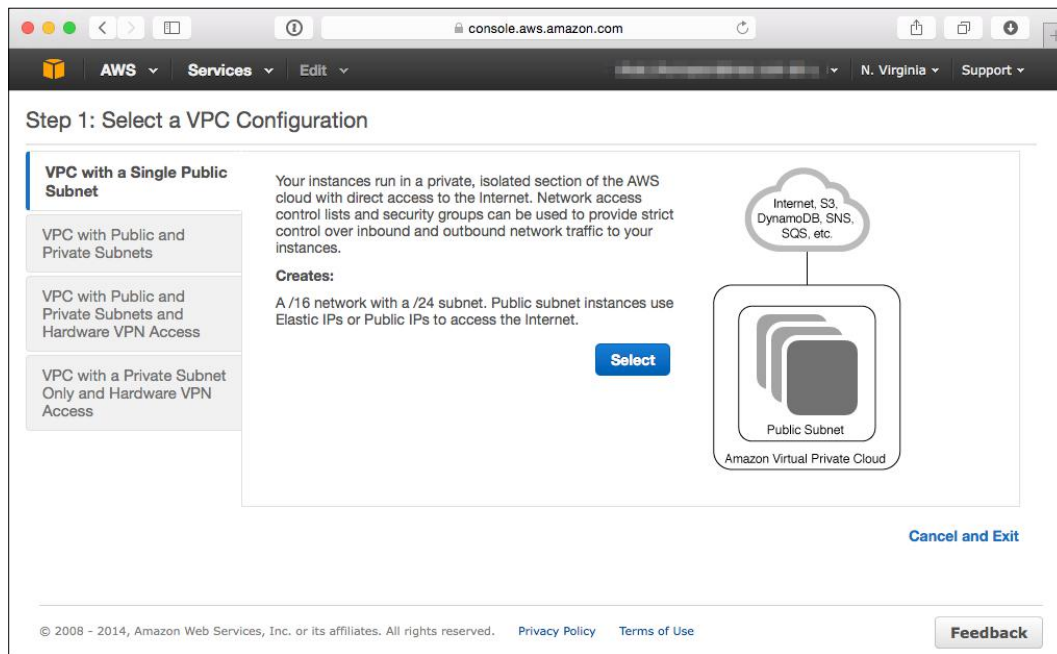 console.aws.amazon.com
AWS
Services
Edit
N. Virginia
Support
Step 1: Select a VPC Configuration
VPC with a Single Public
Subnet
VPC with Public and
Private Subnets
VPC with Public and
Private Subnets and
Hardware VPN Access
VPC with a Private Subnet
Only and Hardware VPN
Access
Your instances run in a private, isolated section of the AWS
cloud with direct access to the Internet. Network access
control lists and security groups can be used to provide strict
control over inbound and outbound network traffic to your
instances.
Creates:
A /16 network with a /24 subnet. Public subnet instances use
Elastic IPs or Public IPs to access the Internet.
Select
Internet, S3,
DynamoDB, SNS,
SQS, etc.
Public Subnet
Amazon Virtual Private Cloud
Cancel and Exit
© 2008 - 2014, Amazon Web Services, Inc. or its affiliates. All rights reserved.
Privacy Policy
Terms of Use
Feedback